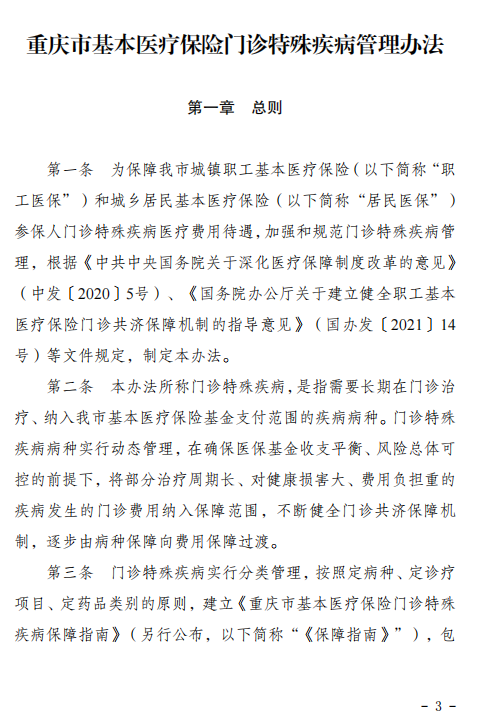 重庆市基本医疗保险门诊特殊疾病管理办法
第一章　总则
第一条　为保障我市城镇职工基本医疗保险（以下简称“职
工医保”）和城乡居民基本医疗保险（以下简称“居民医保”）
参保人门诊特殊疾病医疗费用待遇，加强和规范门诊特殊疾病管
理，根据《中共中央国务院关于深化医疗保障制度改革的意见》
（中发〔2020〕5号）、《国务院办公厅关于建立健全职工基本
医疗保险门诊共济保障机制的指导意见》（国办发〔2021〕14
号）等文件规定，制定本办法。
第二条　本办法所称门诊特殊疾病，是指需要长期在门诊治
疗、纳入我市基本医疗保险基金支付范围的疾病病种。门诊特殊
疾病病种实行动态管理，在确保医保基金收支平衡、风险总体可
控的前提下，将部分治疗周期长、对健康损害大、费用负担重的
疾病发生的门诊费用纳入保障范围，不断健全门诊共济保障机
制，逐步由病种保障向费用保障过渡。
第三条　门诊特殊疾病实行分类管理，按照定病种、定诊疗
项目、定药品类别的原则，建立《重庆市基本医疗保险门诊特殊
疾病保障指南》（另行公布，以下简称“《保障指南》”），包
- 3 -